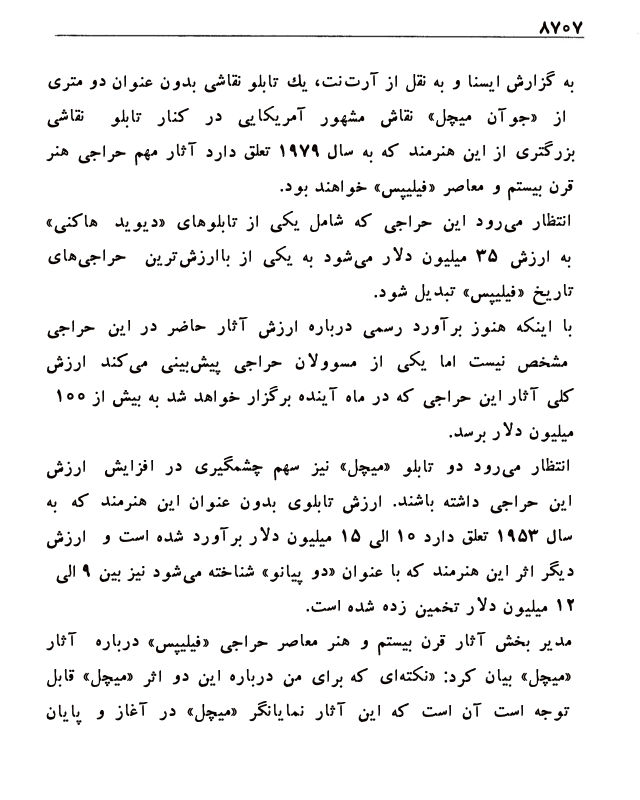 ۸۷۰۷
به گزارش ایسنا و به نقل از آرت‌نت، یك تابلو نقاشی بدون عنوان دو متری
از «جوآن میچل» نقاش مشهور آمریکایی در کنار تابلو نقاشی
بزرگتری از این هنرمند که به سال ۱۹۷۹ تعلق دارد آثار مهم حراجی هنر
قرن بیستم و معاصر «فیلیپس» خواهند بود.
انتظار می‌رود این حراجی که شامل یکی از تابلوهای «دیوید هاکنی»
به ارزش ۳۵ میلیون دلار می‌شود به یکی از باارزش‌ترین حراجی‌های
تاریخ «فیلیپس» تبدیل شود.
با اینکه هنوز برآورد رسمی درباره ارزش آثار حاضر در این حراجی
مشخص نیست اما یکی از مسوولان حراجی پیش‌بینی می‌کند ارزش
کلی آثار این حراجی که در ماه آینده برگزار خواهد شد به بیش از ۱۰۰
میلیون دلار برسد.
انتظار می‌رود دو تابلو «میچل» نیز سهم چشمگیری در افزایش ارزش
این حراجی داشته باشند. ارزش تابلوی بدون عنوان این هنرمند که به
سال ۱۹۵۳ تعلق دارد ۱۰ الی ۱۵ میلیون دلار برآورد شده است و ارزش
دیگر اثر این هنرمند که با عنوان «دو پیانو» شناخته می‌شود نیز بین ۹ الی
۱۲ میلیون دلار تخمین زده شده است.
مدیر بخش آثار قرن بیستم و هنر معاصر حراجی «فیلیپس» درباره آثار
«میچل» بیان کرد: «نکته‌ای که برای من درباره این دو اثر «میچل» قابل
توجه است آن است که این آثار نمایانگر «میچل» در آغاز و پایان